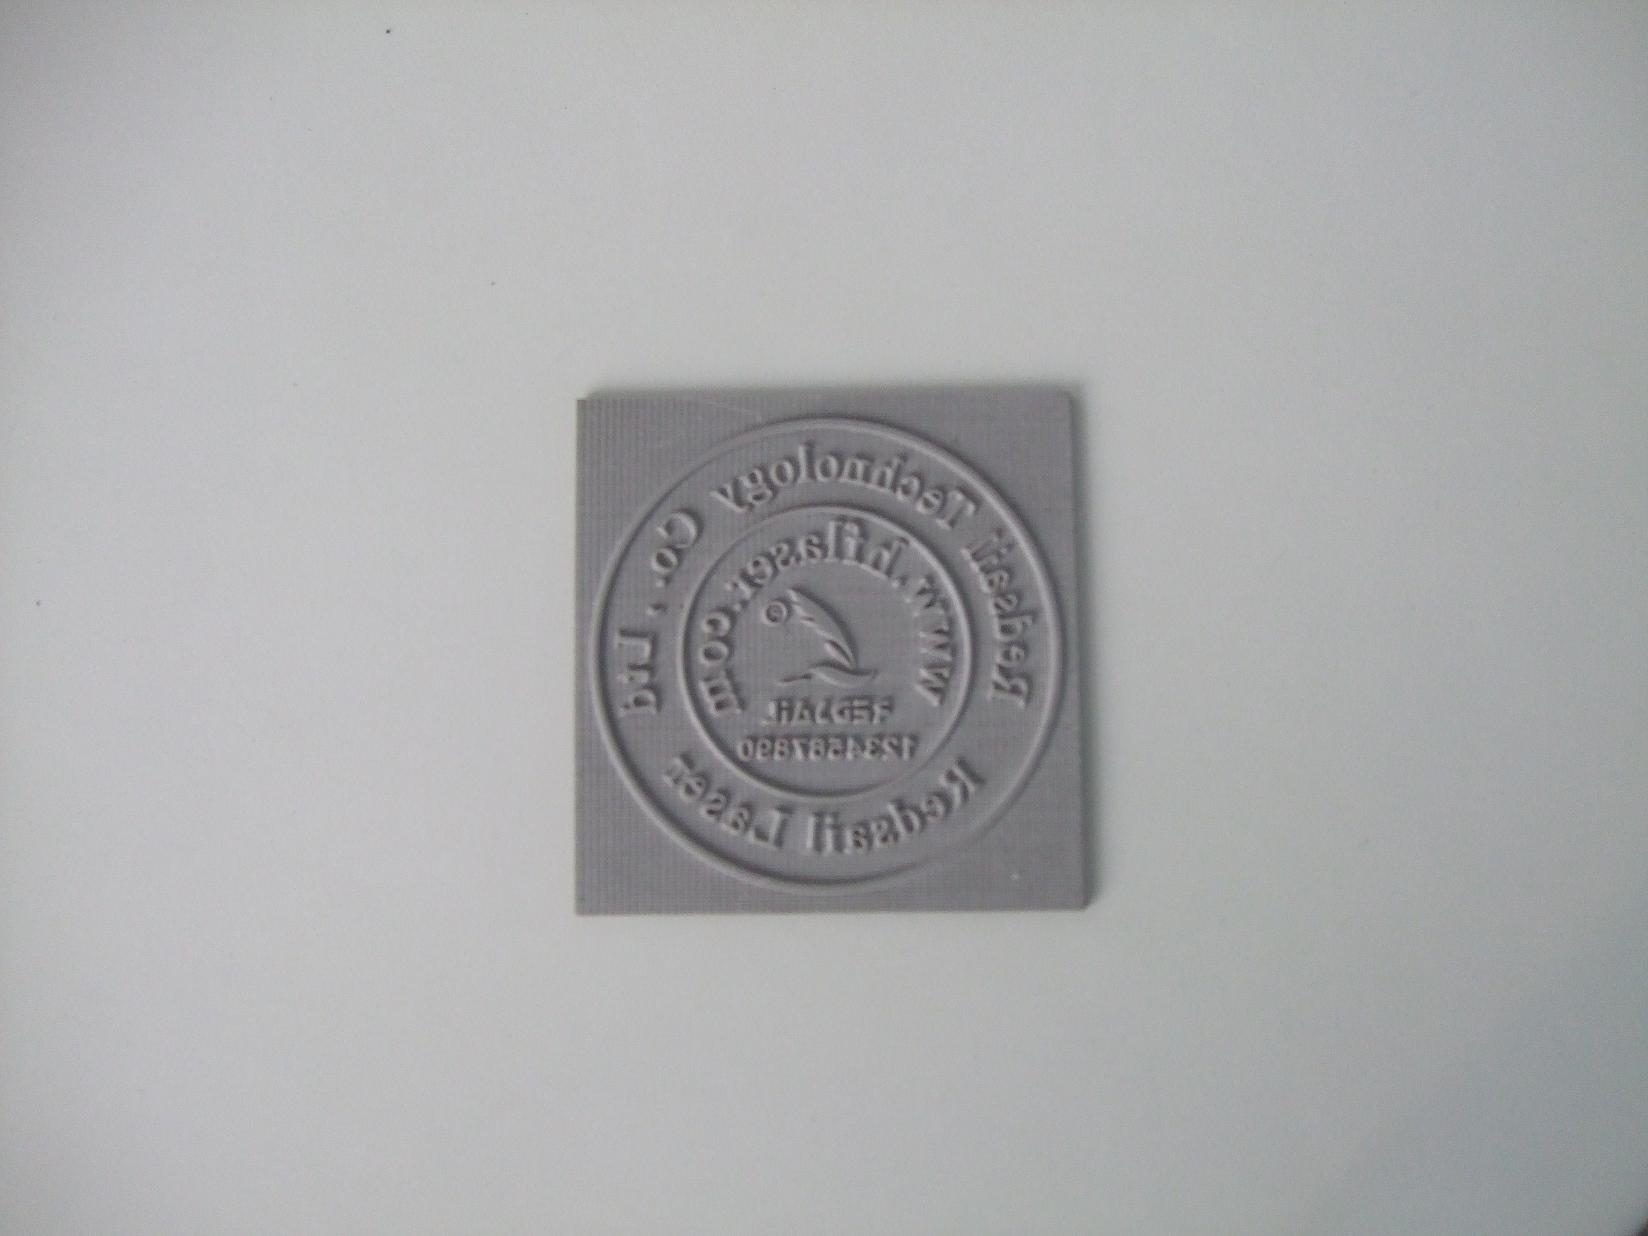 Redsail Technology Co., Ltd
www.hflaser.com
REDSAIL
1234567890
Redsail Laser